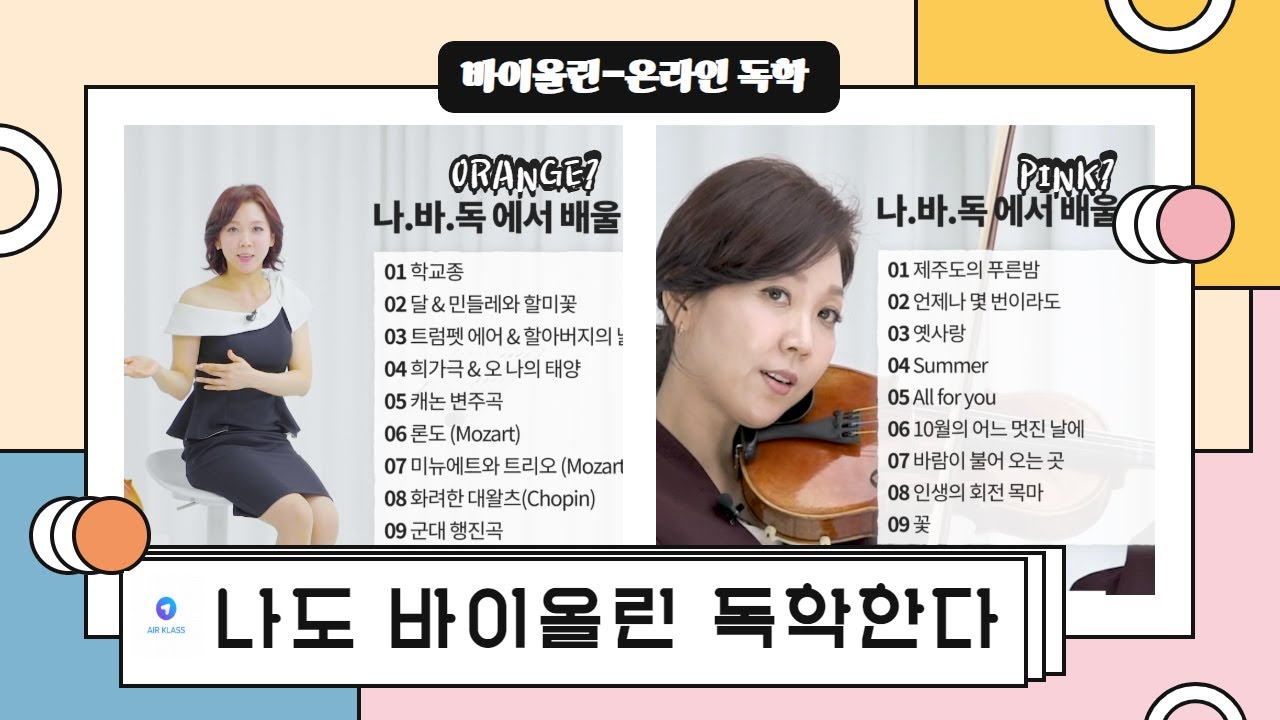 바이올린-온라인 독학
ORANGE?
나.바.독 에서 배울
01 학교종
02 달 & 민들레와 할미꽃
03 트럼펫 에어 & 할아버지의
04 희가극 & 오 나의 태양
05 캐논 변주곡
06 론도 (Mozart)
07 미뉴에트와 트리오 (Mozart
08 화려한 대왈츠(Chopin)
09 군대 행진곡
PINK?
나.바.독 에서 배울
01 제주도의 푸른밤
02 언제나 몇 번이라도
03 옛사랑
04 Summer
05 All for you
06 10월의 어느 멋진 날에
07 바람이 불어 오는 곳
08 인생의 회전 목마
09 꽃
AIR KLASS
나도 바이올린 독학한다